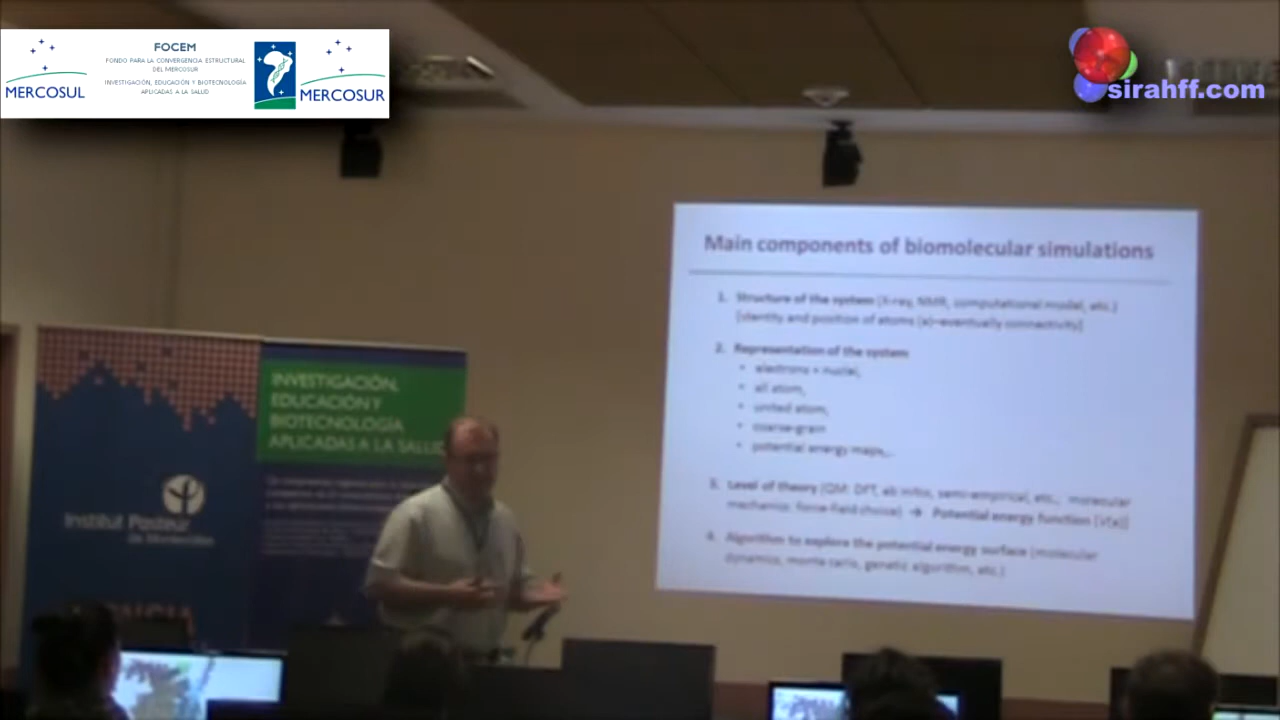 FOCEM
FONDO PARA LA CONVERGENCIA ESTRUCTURAL
DEL MERCOSUR
INVESTIGACIÓN, EDUCACIÓN Y BIOTECNOLOGÍA
APLICADAS A LA SALUD
MERCOSUL
MERCOSUR
sirahff.com
Main components of biomolecular simulations
1. Structure of the system (X-ray, NMR, computational model, etc.)
[identity and position of atoms (x)–eventually connectivity]
2. Representation of the system
• electrons + nuclei,
• all atom,
• united atom,
• coarse-grain
• potential energy maps,..
3. Level of theory (QM: DFT, ab initio, semi-empirical, etc., molecular
mechanics: force-field choice) → Potential energy function [V(x)]
4. Algorithm to explore the potential energy surface (molecular
dynamics, monte carlo, genetic algorithm, etc.)
INVESTIGACIÓN,
EDUCACIÓN Y
BIOTECNOLOGÍA
APLICADAS A LA SALUD
Institut Pasteur
de Montevideo